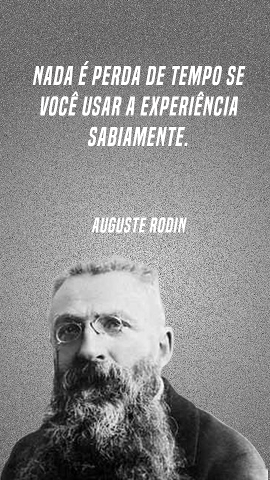 NADA É PERDA DE TEMPO SE
VOCÊ USAR A EXPERIÊNCIA
SABIAMENTE.
AUGUSTE RODIN